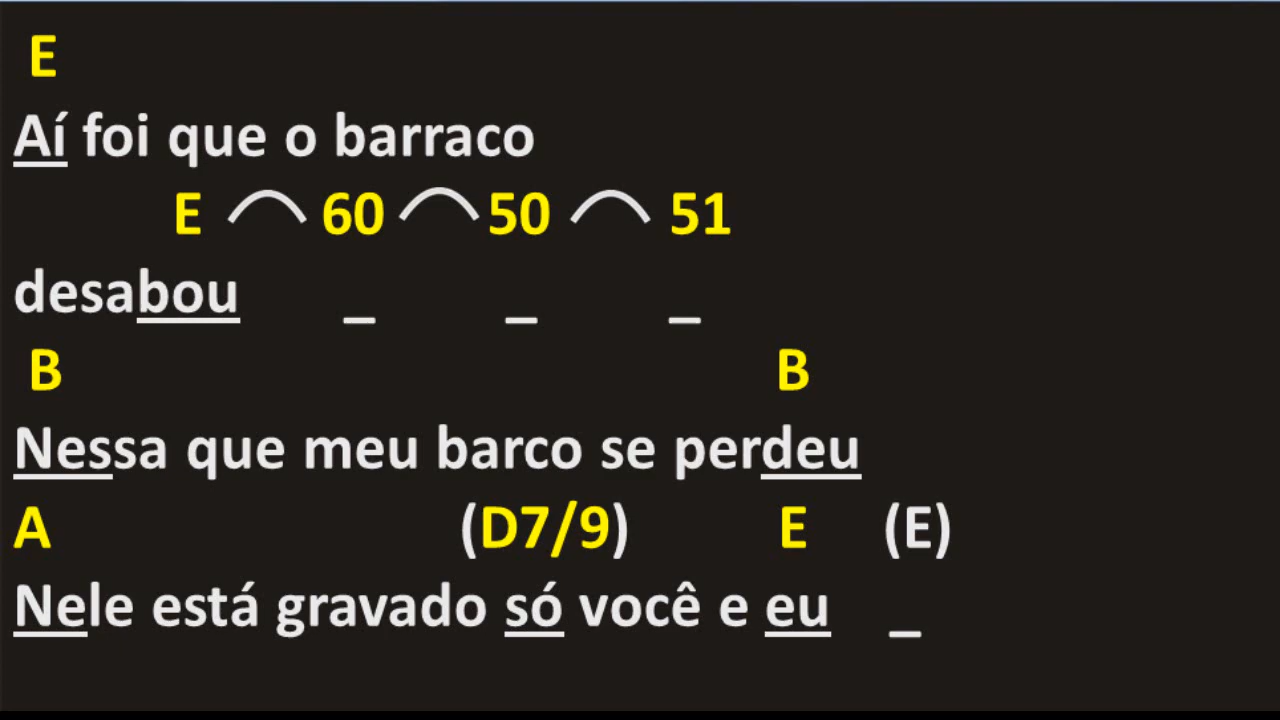 E
Aí foi que o barraco
E 60 50 51
desabou _ _ _
B B
Nessa que meu barco se perdeu
A (D7/9) E (E)
Nele está gravado só você e eu _